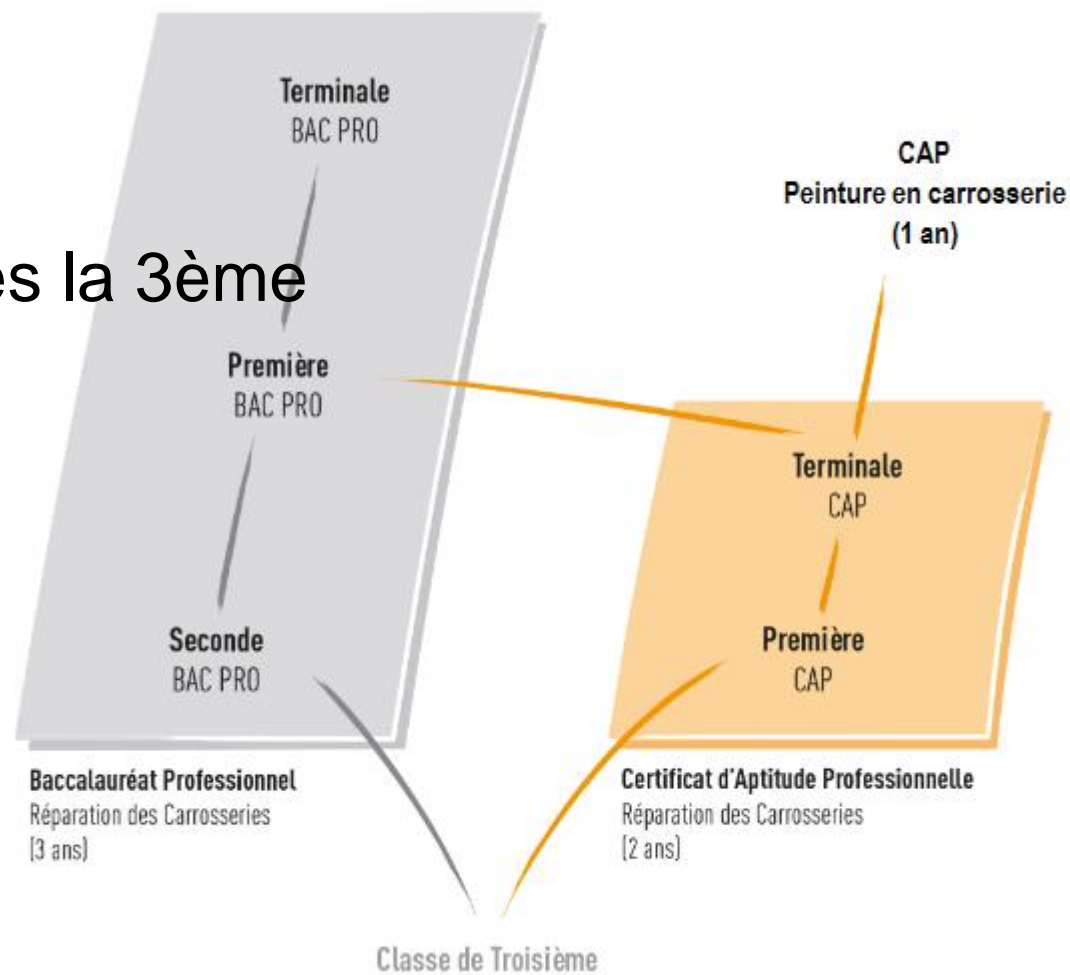 Terminale
BAC PRO
CAP
Peinture en carrosserie
(1 an)
es la 3ème
Première
BAC PRO
Terminale
CAP
Seconde
BAC PRO
Première
CAP
Baccalauréat Professionnel
Réparation des Carrosseries
(3 ans)
Certificat d'Aptitude Professionnelle
Réparation des Carrosseries
(2 ans)
Classe de Troisième